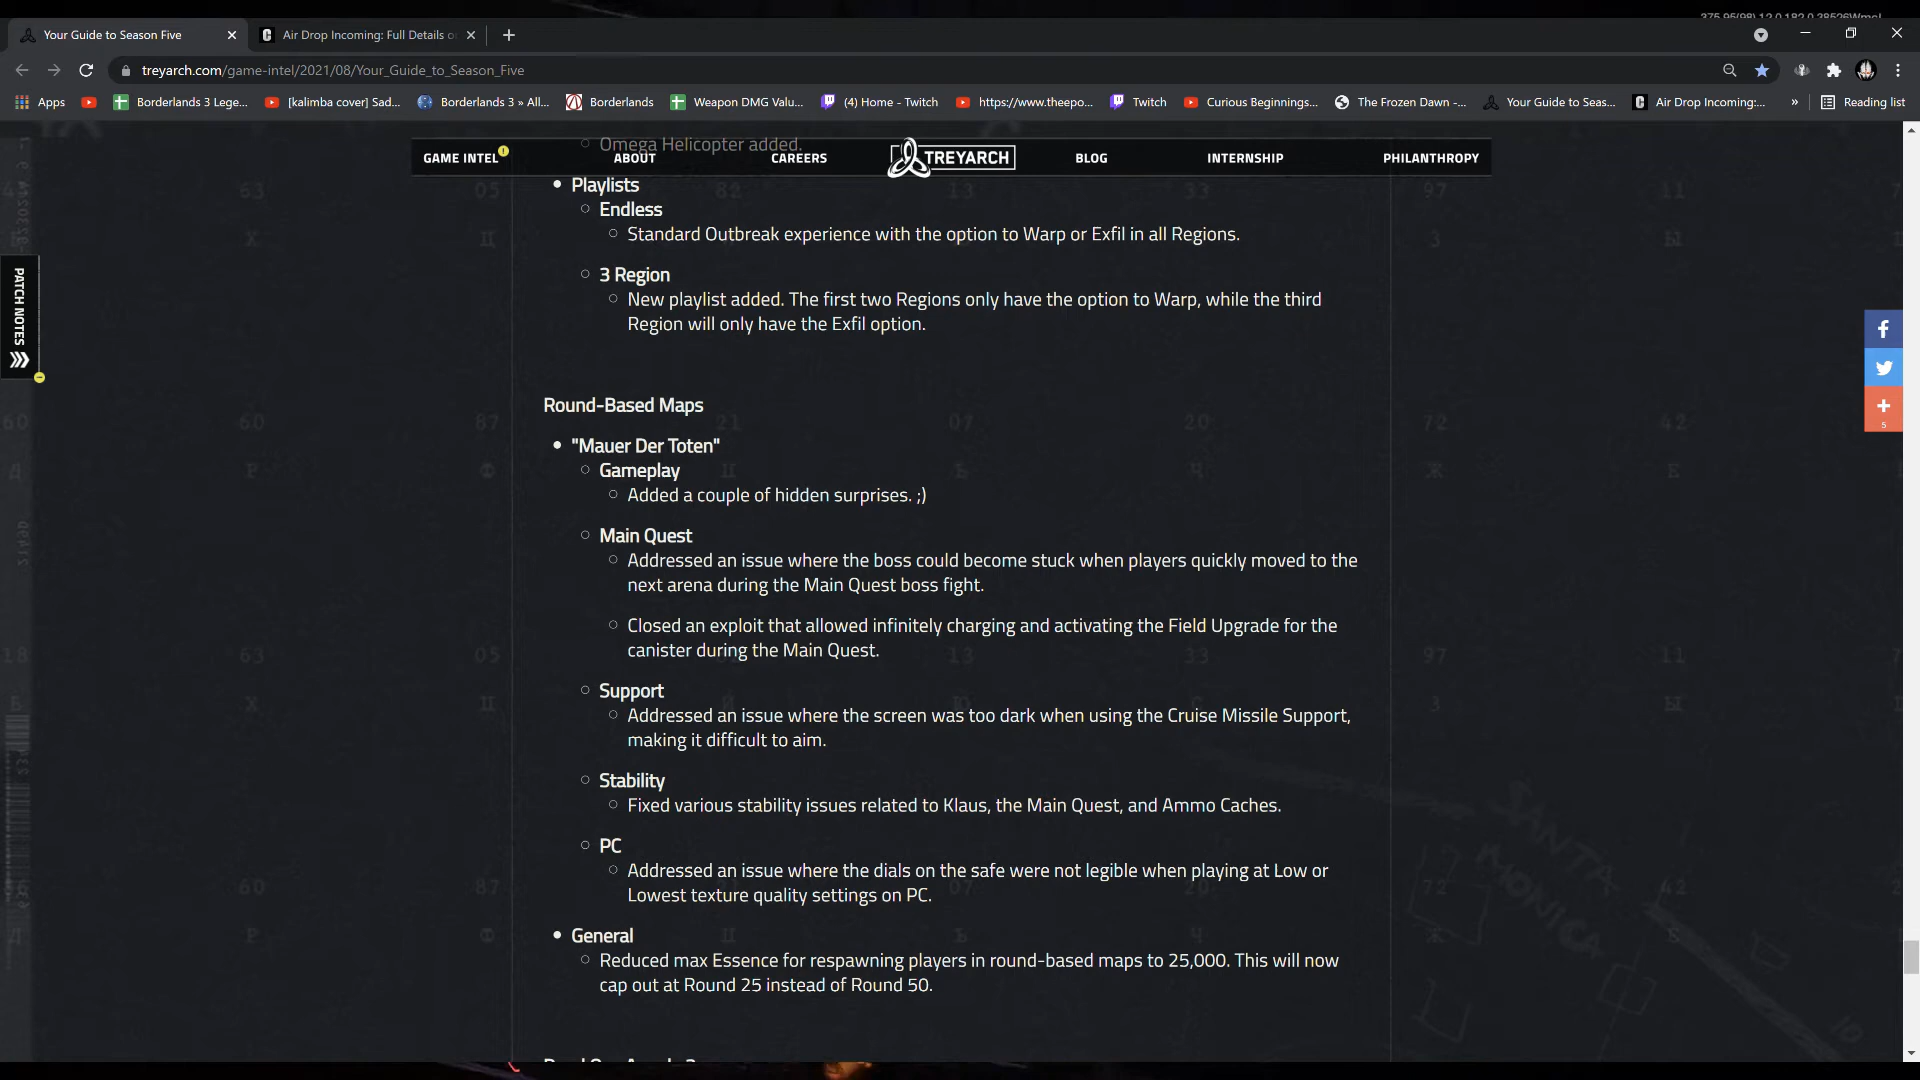 Your Guide to Season Five
Air Drop Incoming: Full Details o
treyarch.com/game-intel/2021/08/Your_Guide_to_Season_Five
Apps
Borderlands 3 Lege...
[kalimba cover] Sad...
Borderlands 3 » All...
Borderlands
Weapon DMG Valu...
(4) Home - Twitch
https://www.theepo...
Twitch
Curious Beginnings...
The Frozen Dawn -...
Your Guide to Seas...
Air Drop Incoming:...
»
Reading list
Omega Helicopter added.
GAME INTEL
ABOUT
CAREERS
TREYARCH
BLOG
INTERNSHIP
PHILANTHROPY
PATCH NOTES
Playlists
Endless
Standard Outbreak experience with the option to Warp or Exfil in all Regions.
3 Region
New playlist added. The first two Regions only have the option to Warp, while the third
Region will only have the Exfil option.
5
Round-Based Maps
"Mauer Der Toten"
Gameplay
Added a couple of hidden surprises. ;)
Main Quest
Addressed an issue where the boss could become stuck when players quickly moved to the
next arena during the Main Quest boss fight.
Closed an exploit that allowed infinitely charging and activating the Field Upgrade for the
canister during the Main Quest.
Support
Addressed an issue where the screen was too dark when using the Cruise Missile Support,
making it difficult to aim.
Stability
Fixed various stability issues related to Klaus, the Main Quest, and Ammo Caches.
PC
Addressed an issue where the dials on the safe were not legible when playing at Low or
Lowest texture quality settings on PC.
General
Reduced max Essence for respawning players in round-based maps to 25,000. This will now
cap out at Round 25 instead of Round 50.
SANTA
MONICA